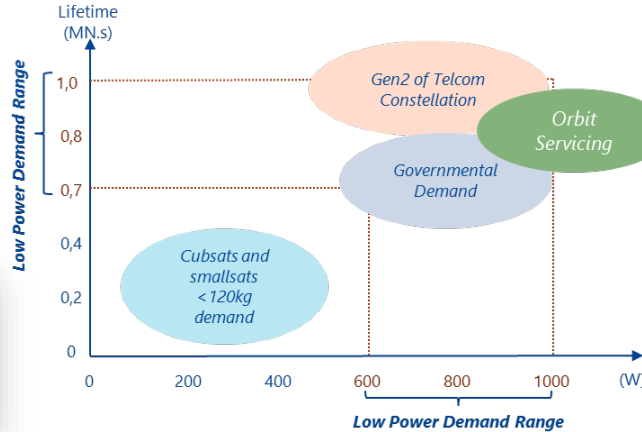 Lifetime
(MN.s)
Low Power Demand Range
1,0
0,8
0,7
0,4
0,2
0
Gen2 of Telcom
Constellation
Orbit
Servicing
Governmental
Demand
Cubsats and
smallsats
<120kg
demand
0 200 400 600 800 1000 (W)
Low Power Demand Range